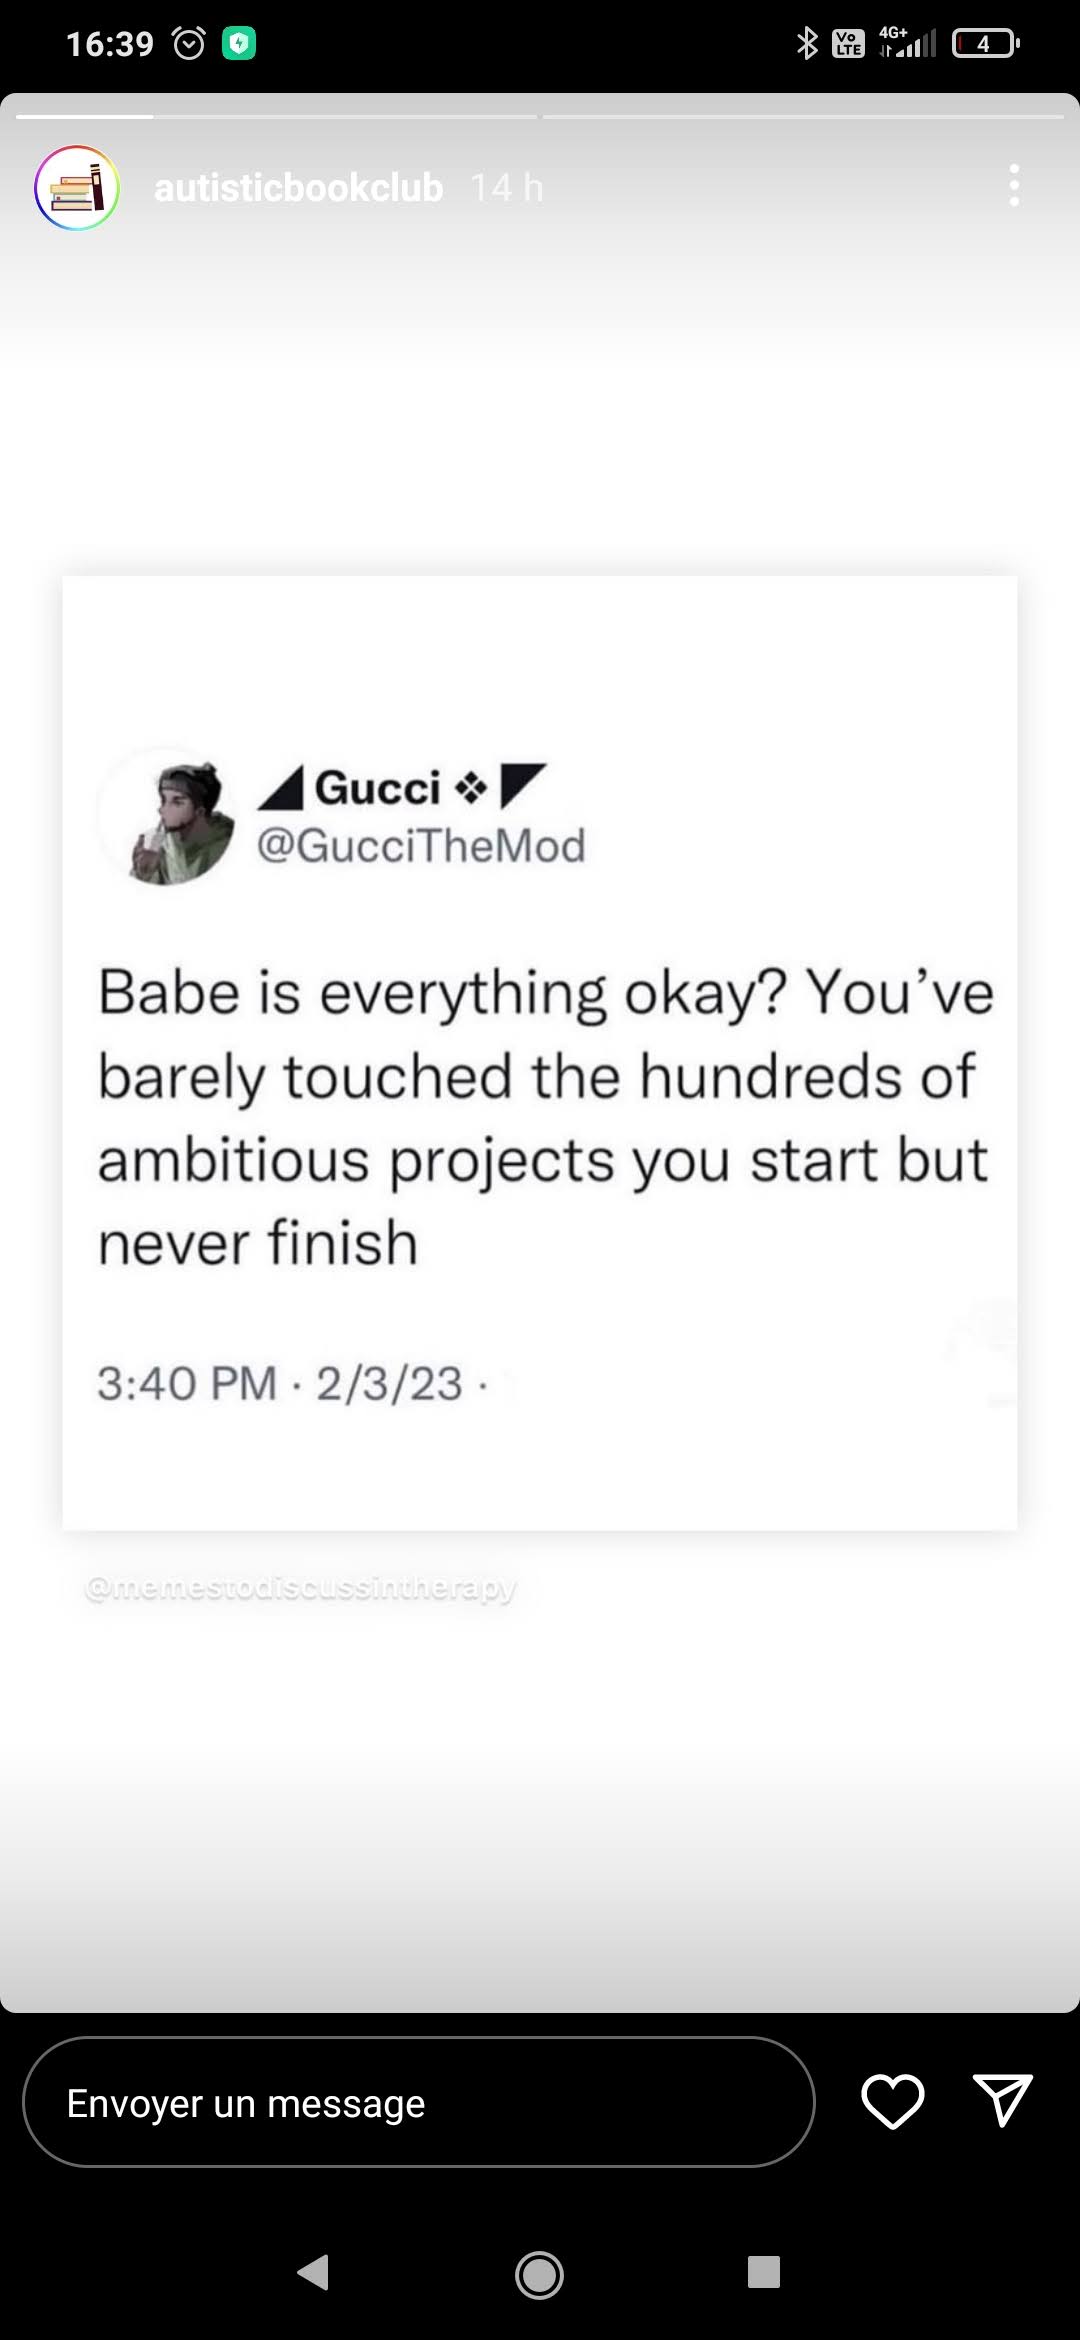 16:39
Vo LTE
4G+
4
autisticbookclub 14 h
Gucci
@GucciTheMod
Babe is everything okay? You’ve
barely touched the hundreds of
ambitious projects you start but
never finish
3:40 PM · 2/3/23 ·
@memestodiscussintherapy
Envoyer un message